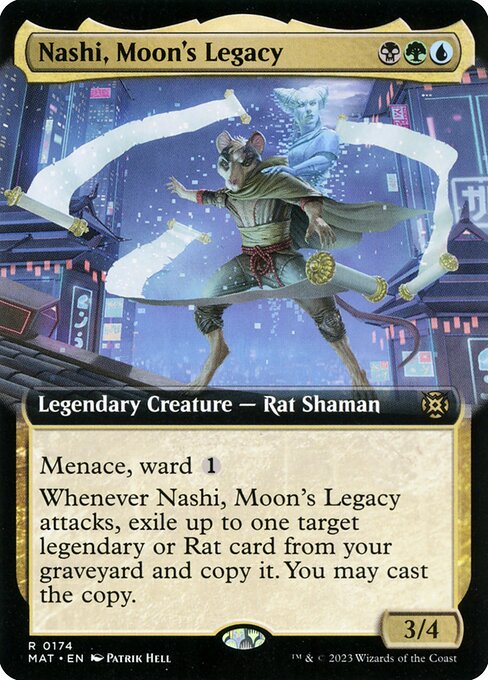 Nashi, Moon's Legacy
Legendary Creature — Rat Shaman
Menace, ward 1
Whenever Nashi, Moon's Legacy
attacks, exile up to one target
legendary or Rat card from your
graveyard and copy it. You may cast
the copy.
3/4
R 0174
MAT • EN Patrik Hell
™ & © 2023 Wizards of the Coast